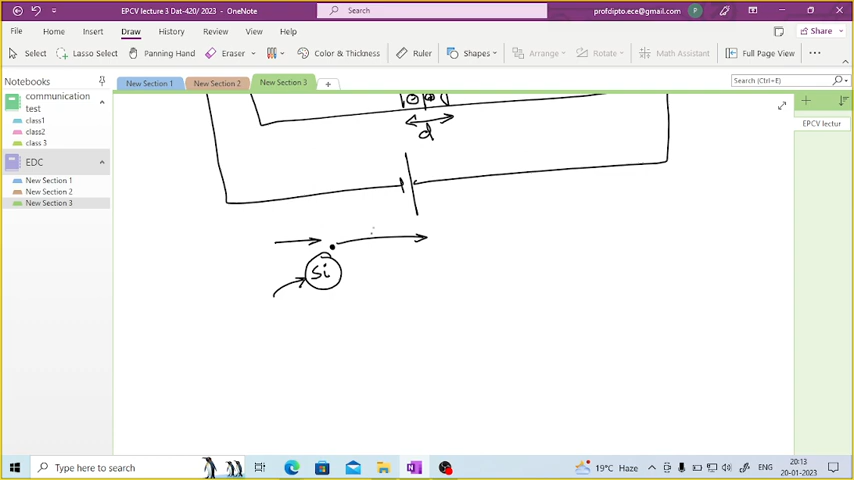 EPCV lecture 3 Dat-420/ 2023 - OneNote
Search
profdipto.ece@gmail.com
P
File
Home
Insert
Draw
History
Review
View
Help
Share
Select
Lasso Select
Panning Hand
Eraser
Color & Thickness
Shapes
Arrange
Rotate
Math Assistant
Full Page View
Notebooks
New Section 1
New Section 2
New Section 3
Search (Ctrl+E)
communication
test
class1
class2
class 3
EDC
New Section 1
New Section 2
New Section 3
EPCV lectur
d
Si
Type here to search
19°C Haze
ENG
20:13
20-01-2023